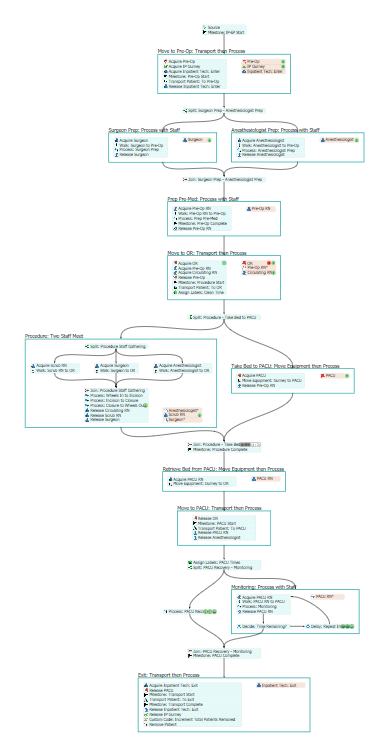 Source
Milestone: IP-EP Start
Move to Pre-Op: Transport then Process
Acquire Pre-Op
Acquire EP Gurney
Acquire Inpatient Tech: Enter
Milestone: Move to Pre-Op
Transport Patient: To Pre-Op
Release Inpatient Tech: Enter
Pre-Op
EP Gurney
Inpatient Tech: Enter
Split: Surgeon Prep - Anesthesiologist Prep
Surgeon Prep: Process with Staff
Acquire Surgeon
Walk: Surgeon to Pre-Op
Process: Surgeon Prep
Release Surgeon
Surgeon
Anesthesiologist Prep: Process with Staff
Acquire Anesthesiologist
Walk: Anesthesiologist to Pre-Op
Process: Anesthesiologist Prep
Release Anesthesiologist
Anesthesiologist
Join: Surgeon Prep - Anesthesiologist Prep
Prep Pre-Med: Process with Staff
Acquire Pre-Op RN
Walk: Pre-Op RN to Pre-Op
Process: Prep Pre-Med
Milestone: Pre-Op Complete
Release Pre-Op RN
Pre-Op RN
Move to OR: Transport then Process
Acquire OR
Acquire Pre-Op RN
Acquire Circulating RN
Release Pre-Op
Milestone: Procedure Start
Transport Patient: To OR
Assign Labels: Clean Time
OR
Pre-Op RN*
Circulating RN
Split: Procedure - Take Bed to PACU
Procedure: Two Staff Meet
Split: Procedure Staff Gathering
Acquire Scrub RN
Walk: Scrub RN to OR
Acquire Surgeon
Walk: Surgeon to OR
Acquire Anesthesiologist
Walk: Anesthesiologist to OR
Join: Procedure Staff Gathering
Process: Wheels In to Incision
Process: Incision to Closure
Process: Closure to Wheels Out
Release Circulating RN
Release Scrub RN
Release Surgeon
Anesthesiologist*
Scrub RN
Surgeon*
Take Bed to PACU: Move Equipment then Process
Acquire PACU
Move Equipment: Gurney to PACU
Release Pre-Op RN
PACU
Join: Procedure - Take Bed
Milestone: Procedure Complete
Retrieve Bed from PACU: Move Equipment then Process
Acquire PACU RN
Move Equipment: Gurney to OR
PACU RN
Move to PACU: Transport then Process
Release OR
Milestone: PACU Start
Transport Patient: To PACU
Release PACU RN
Release Anesthesiologist
Assign Labels: PACU Times
Split: PACU Recovery - Monitoring
Monitoring: Process with Staff
Acquire PACU RN
Walk: PACU RN to PACU
Process: Monitoring
Release PACU RN
PACU RN*
Process: PACU
Decide: Time Remaining?
Delay: Repeat
Join: PACU Recovery - Monitoring
Milestone: PACU Complete
Exit: Transport then Process
Acquire Inpatient Tech: Exit
Release PACU
Milestone: Transport Start
Transport Patient: To Exit
Milestone: Transport Complete
Release Inpatient Tech: Exit
Release EP Gurney
Custom Code: Increment Total Patients Removed
Remove Patient
Inpatient Tech: Exit